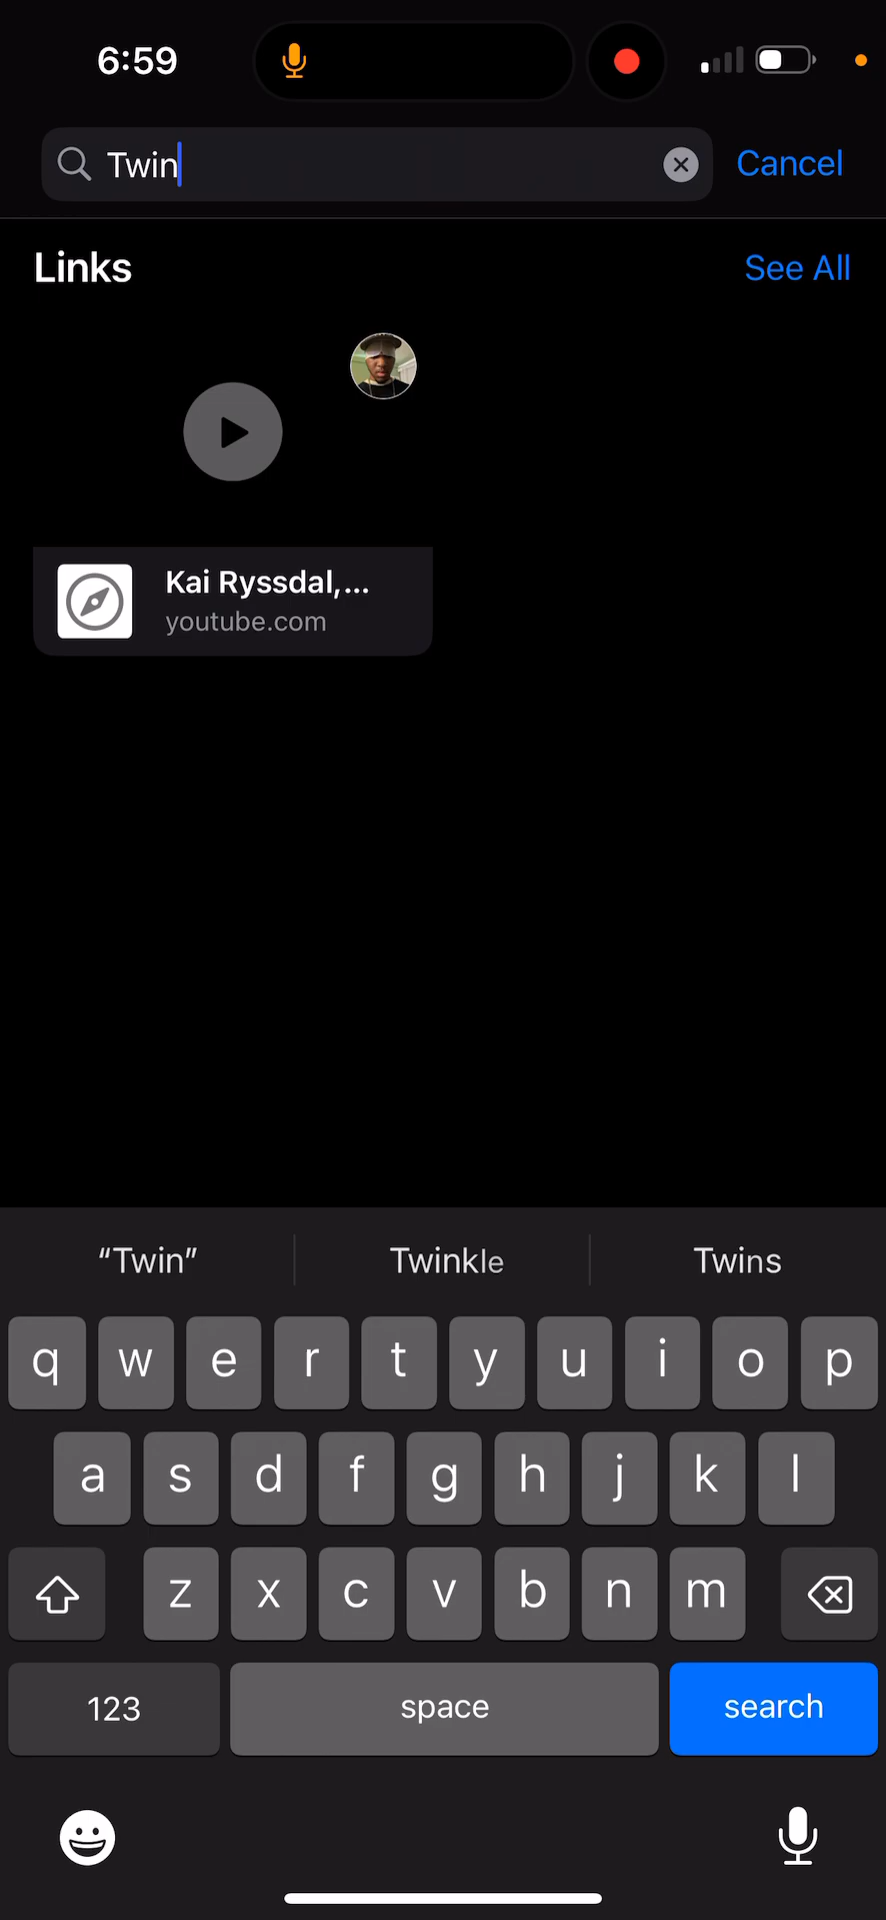 6:59
Twin
Cancel
Links
See All
Kai Ryssdal,...
youtube.com
“Twin”
Twinkle
Twins
q w e r t y u i o p
a s d f g h j k l
z x c v b n m
123
space
search